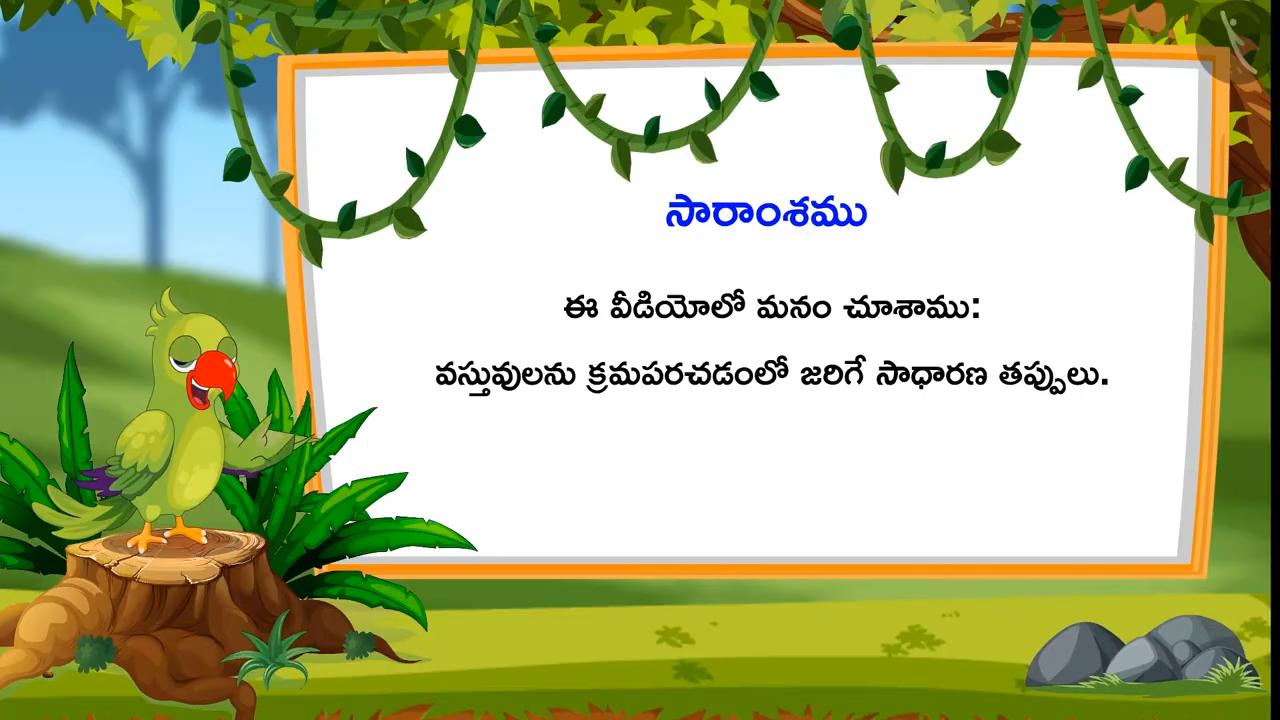 సారాంశము
ఈ వీడియోలో మనం చూశాము:
వస్తువులను క్రమపరచడంలో జరిగే సాధారణ తప్పులు.